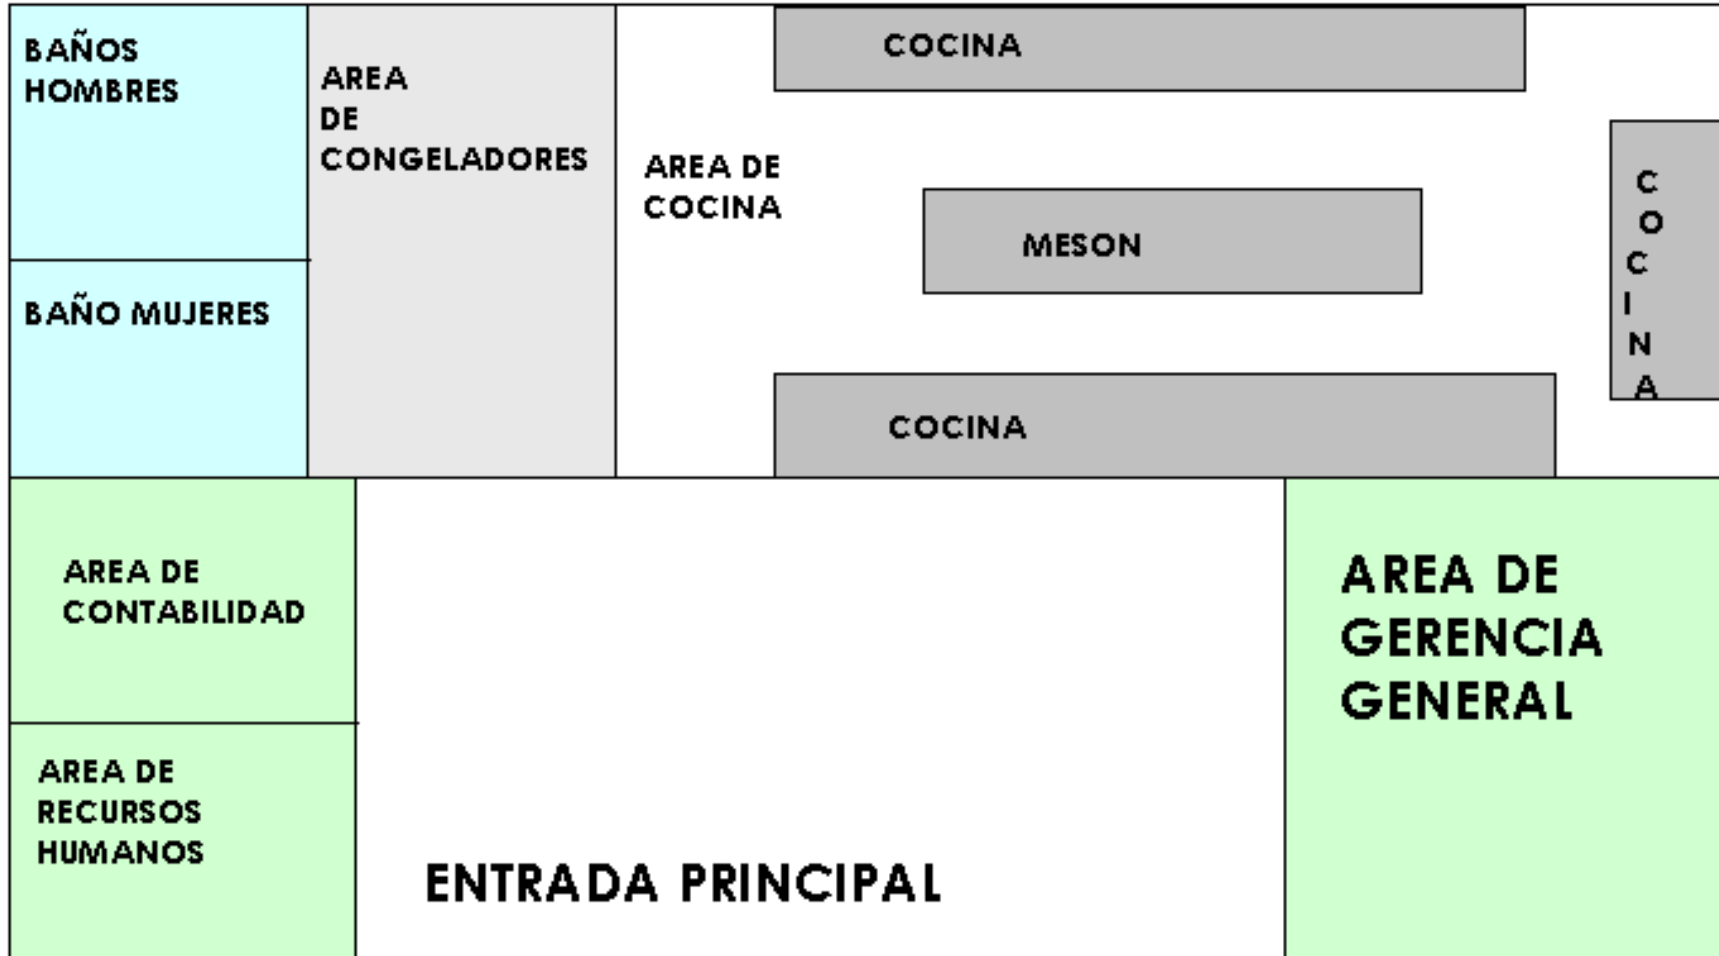 BAÑOS
HOMBRES
AREA
DE
CONGELADORES
AREA DE
COCINA
COCINA
MESON
COCINA
C
O
C
I
N
A
BAÑO MUJERES
AREA DE
CONTABILIDAD
AREA DE
RECURSOS
HUMANOS
ENTRADA PRINCIPAL
AREA DE
GERENCIA
GENERAL